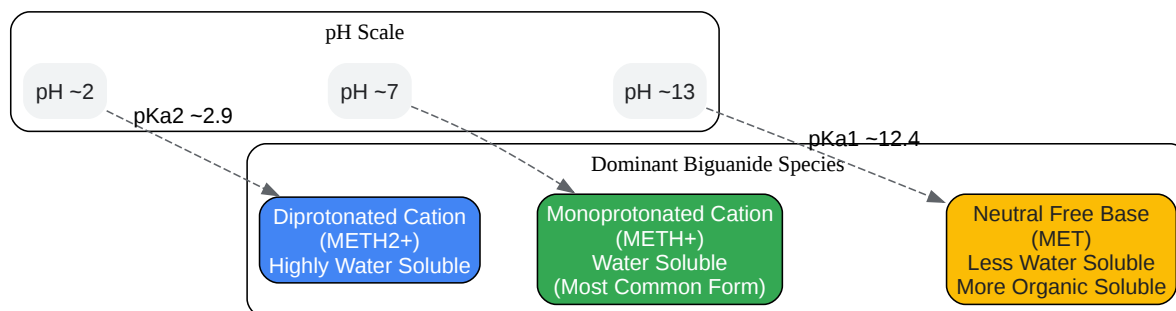 pH Scale
pH ~2
pH ~7
pH ~13
pKa2 ~2.9
pKa1 ~12.4
Dominant Biguanide Species
Diprotonated Cation
(METH2+)
Highly Water Soluble
Monoprotonated Cation
(METH+)
Water Soluble
(Most Common Form)
Neutral Free Base
(MET)
Less Water Soluble
More Organic Soluble